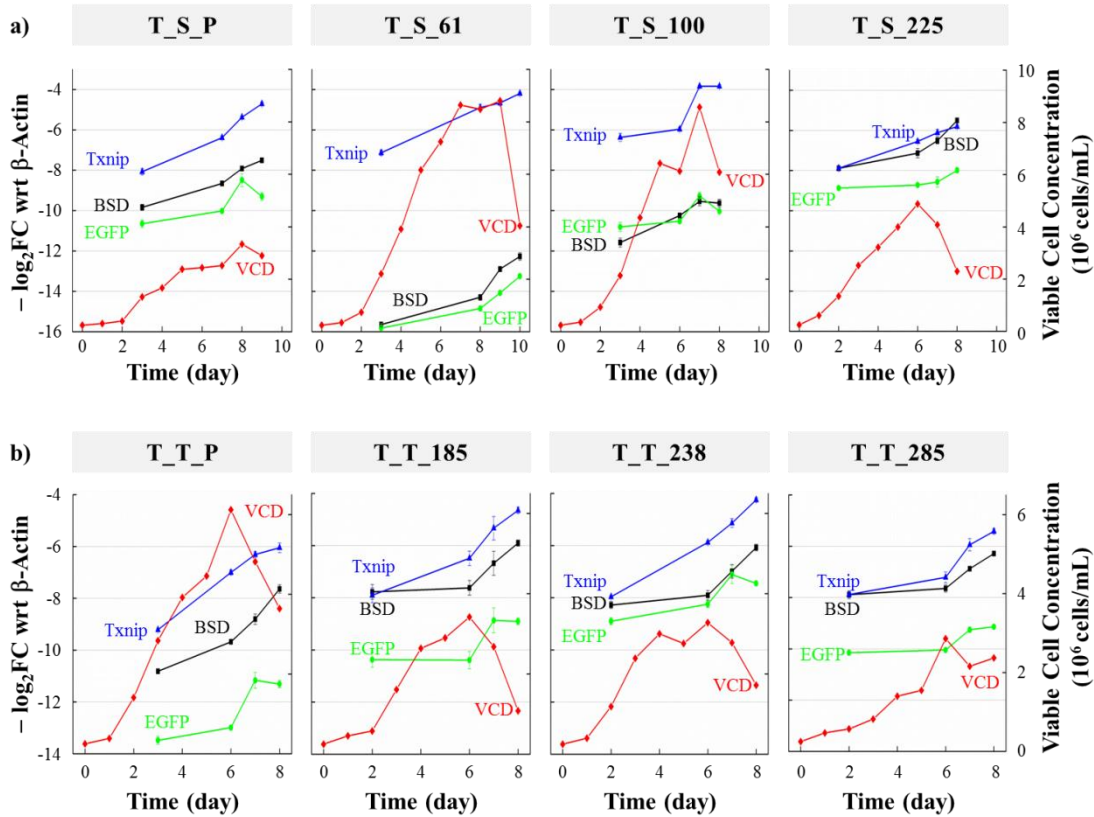 a)
T_S_P T_S_61 T_S_100 T_S_225
− log₂FC wrt β-Actin
-4
-6
-8
-10
-12
-14
-16
Txnip
BSD
EGFP
VCD
0 2 4 6 8 10
Time (day)
Txnip
BSD
EGFP
0 2 4 6 8 10
Time (day)
Txnip
VCD
EGFP
BSD
0 2 4 6 8 10
Time (day)
Txnip
BSD
EGFP
VCD
0 2 4 6 8 10
Time (day)
10
8
6
4
2
0
Viable Cell Concentration
(10⁶ cells/mL)
b)
T_T_P T_T_185 T_T_238 T_T_285
− log₂FC wrt β-Actin
-4
-6
-8
-10
-12
-14
VCD
Txnip
BSD
EGFP
0 2 4 6 8
Time (day)
Txnip
BSD
EGFP
VCD
0 2 4 6 8
Time (day)
Txnip
BSD
EGFP
VCD
0 2 4 6 8
Time (day)
Txnip
BSD
EGFP
VCD
0 2 4 6 8
Time (day)
6
4
2
0
Viable Cell Concentration
(10⁶ cells/mL)